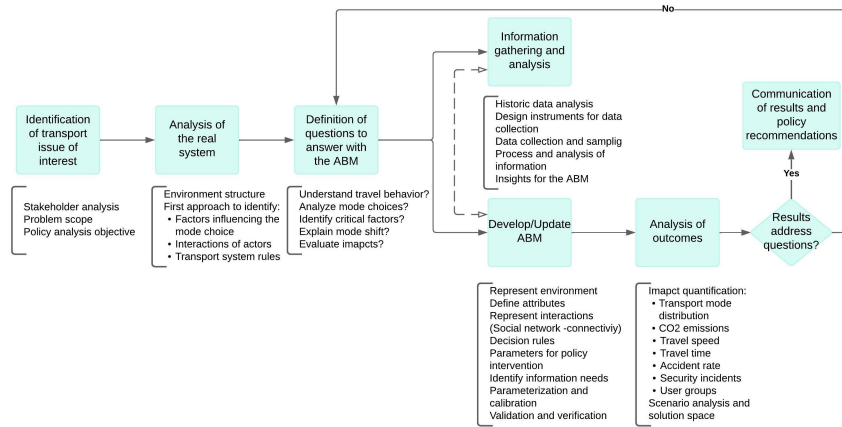 No
Information
gathering and
analysis
Identification
of transport
issue of
interest
Analysis of
the real
system
Definition of
questions to
answer with
the ABM
Communication
of results and
policy
recommendations
Historic data analysis
Design instruments for data
collection
Data collection and samplig
Process and analysis of
information
Insights for the ABM
Yes
Stakeholder analysis
Problem scope
Policy analysis objective
Environment structure
First approach to identify:
• Factors influencing the
mode choice
• Interactions of actors
• Transport system rules
Understand travel behavior?
Analyze mode choices?
Identify critical factors?
Explain mode shift?
Evaluate imapcts?
Develop/Update
ABM
Analysis of
outcomes
Results
address
questions?
Represent environment
Define attributes
Represent interactions
(Social network -connectiviy)
Decision rules
Parameters for policy
intervention
Identify information needs
Parameterization and
calibration
Validation and verification
Imapct quantification:
• Transport mode
distribution
• CO2 emissions
• Travel speed
• Travel time
• Accident rate
• Security incidents
• User groups
Scenario analysis and
solution space